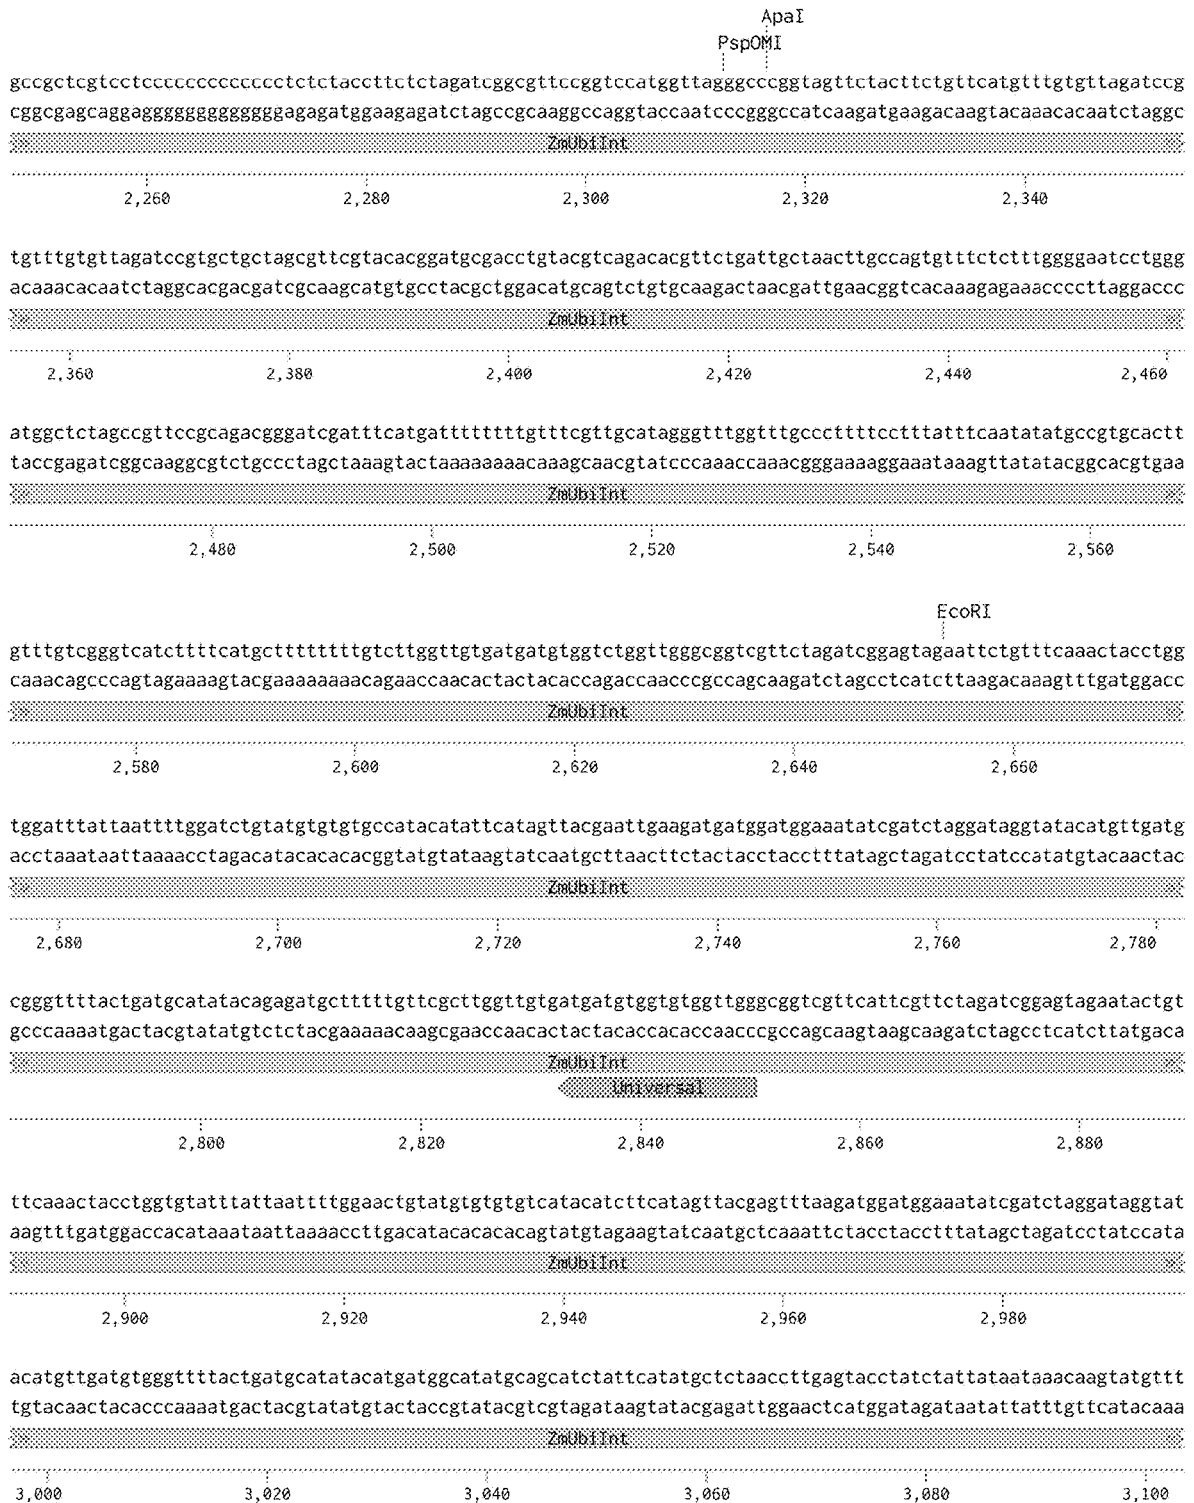 ApaI
PspOMI
gccgctcgtcctcccccccccccccctctctaccttctctagatcggcgttccggtccatggttagggcccggtagttctacttctgttcatgtttgtgttagatccg
cggcgagcaggagggggggggggggagagatggaagagatctagccgcaaggccaggtaccaatcccgggccatcaagatgaagacaagtacaaacacaatctaggc
ZmUbiInt
2,260 2,280 2,300 2,320 2,340
tgtttgtgttagatccgtgctgctagcgttcgtacacggatgcgacctgtacgtcagacacgttctgattgctaacttgccagtgtttctctttggggaatcctggg
acaaacacaatctaggcacgacgatcgcaagcatgtgcctacgctggacatgcagtctgtgcaagactaacgattgaacggtcacaaagagaaaccccttaggaccc
ZmUbiInt
2,360 2,380 2,400 2,420 2,440 2,460
atggctctagccgttccgcagacgggatcgatttcatgattttttttgtttcgttgcatagggtttggtttgcccttttcctttatttcaatatatgccgtgcactt
taccgagatcggcaaggcgtctgccctagctaaagtactaaaaaaaacaaagcaacgtatcccaaaccaaacgggaaaaggaaataaagttatatacggcacgtgaa
ZmUbiInt
2,480 2,500 2,520 2,540 2,560
EcoRI
gtttgtcgggtcatcttttcatgcttttttttgtcttggttgtgatgatgtggtctggttgggcggtcgttctagatcggagtagaattctgtttcaaactacctgg
caaacagcccagtagaaaagtacgaaaaaaaacagaaccaacactactacaccagaccaacccgccagcaagatctagcctcatcttaagacaaagtttgatggacc
ZmUbiInt
2,580 2,600 2,620 2,640 2,660
tggatttattaattttggatctgtatgtgtgtgccatacatattcatagttacgaattgaagatgatggatggaaatatcgatctaggataggtatacatgttgatg
acctaaataattaaaacctagacatacacacacggtatgtataagtatcaatgcttaacttctactacctacctttatagctagatcctatccatatgtacaactac
ZmUbiInt
2,680 2,700 2,720 2,740 2,760 2,780
cgggttttactgatgcatatacagagatgctttttgttcgcttggttgtgatgatgtggtgtggttgggcggtcgttcattcgttctagatcggagtagaatactgt
gcccaaaatgactacgtatatgtctctacgaaaaacaagcgaaccaacactactacaccacaccaacccgccagcaagtaagcaagatctagcctcatcttatgaca
ZmUbiInt
Universal
2,800 2,820 2,840 2,860 2,880
ttcaaactacctggtgtatttattaattttggaactgtatgtgtgtgtcatacatcttcatagttacgagtttaagatggatggaaatatcgatctaggataggtat
aagtttgatggaccacataaataattaaaaccttgacatacacacacagtatgtagaagtatcaatgctcaaattctacctacctttatagctagatcctatccata
ZmUbiInt
2,900 2,920 2,940 2,960 2,980
acatgttgatgtgggttttactgatgcatatacatgatggcatatgcagcatctattcatatgctctaaccttgagtacctatctattataataaacaagtatgttt
tgtacaactacacccaaaatgactacgtatatgtactaccgtatacgtcgtagataagtatacgagattggaactcatggatagataatattatttgttcatacaaa
ZmUbiInt
3,000 3,020 3,040 3,060 3,080 3,100